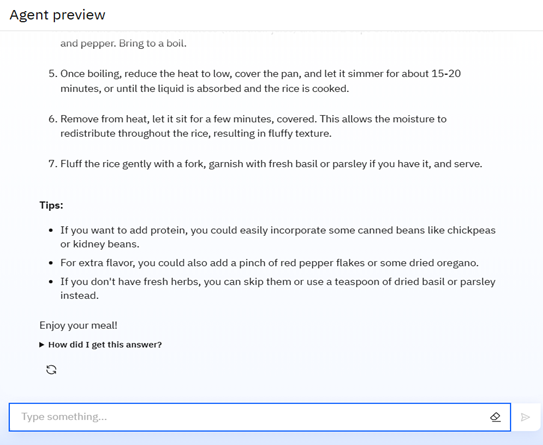 Agent preview
and pepper. Bring to a boil.
5. Once boiling, reduce the heat to low, cover the pan, and let it simmer for about 15-20
minutes, or until the liquid is absorbed and the rice is cooked.
6. Remove from heat, let it sit for a few minutes, covered. This allows the moisture to
redistribute throughout the rice, resulting in fluffy texture.
7. Fluff the rice gently with a fork, garnish with fresh basil or parsley if you have it, and serve.
Tips:
• If you want to add protein, you could easily incorporate some canned beans like chickpeas
or kidney beans.
• For extra flavor, you could also add a pinch of red pepper flakes or some dried oregano.
• If you don't have fresh herbs, you can skip them or use a teaspoon of dried basil or parsley
instead.
Enjoy your meal!
How did I get this answer?
Type something...